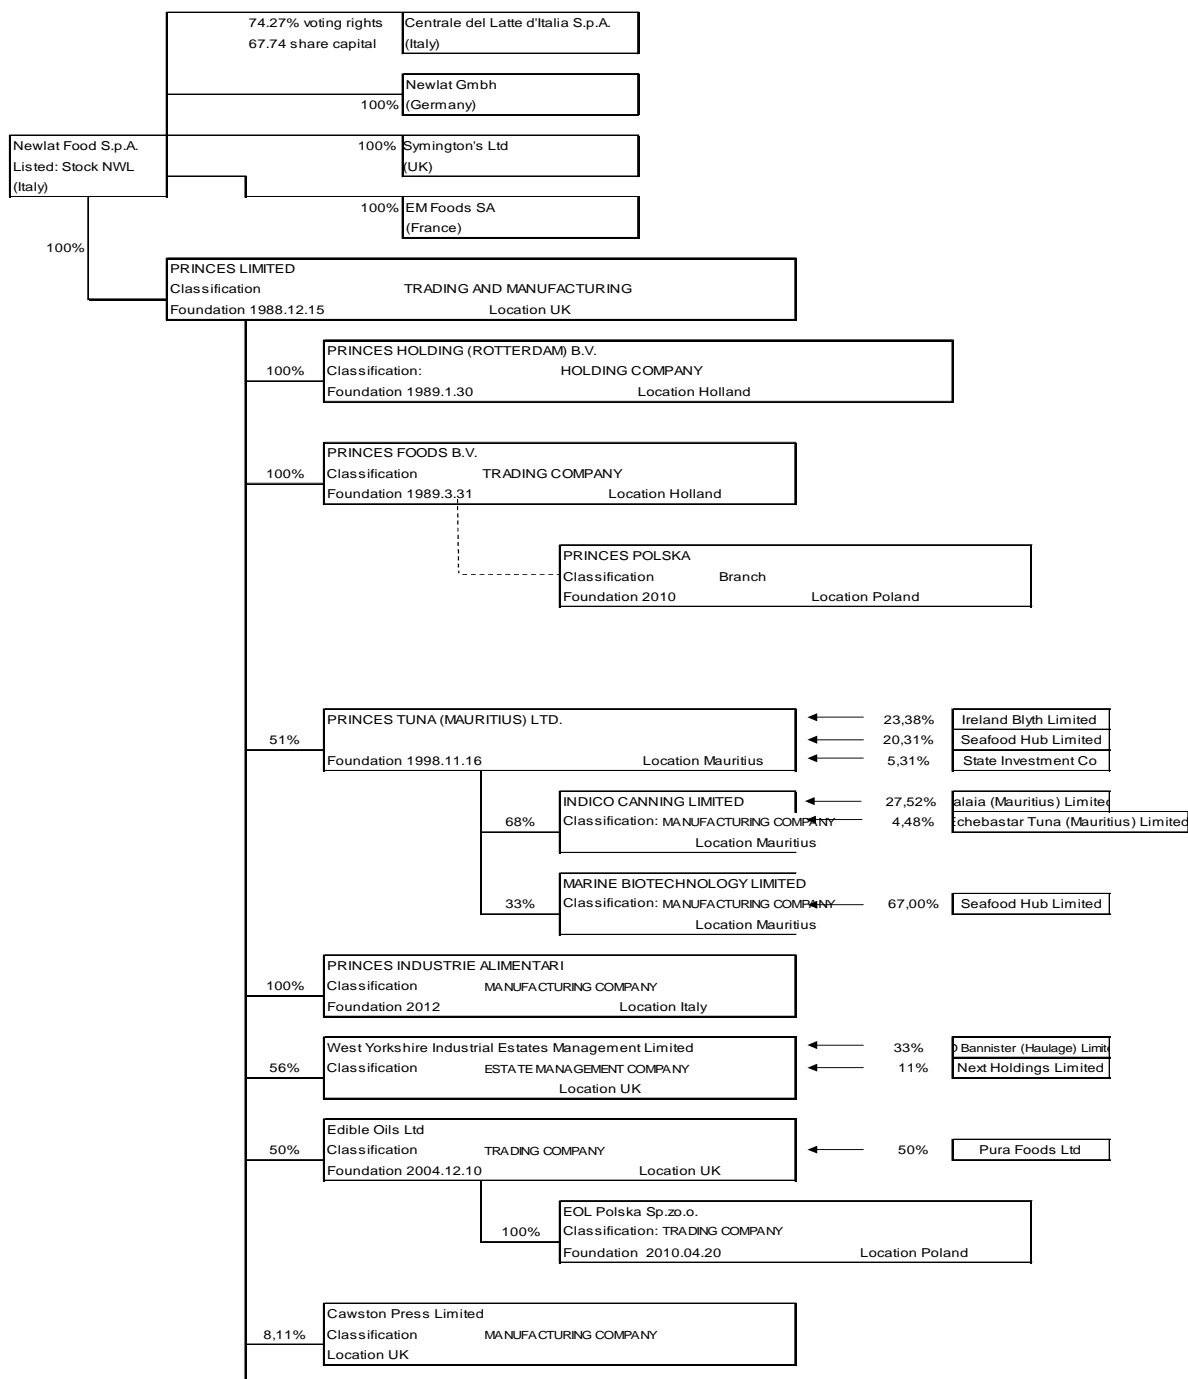 74.27% voting rights Centrale del Latte d'Italia S.p.A.
67.74 share capital (Italy)
Newlat Gmbh
100% (Germany)
Newlat Food S.p.A. 100% Symington's Ltd
Listed: Stock NWL (UK)
(Italy)
100% EM Foods SA
(France)
100%
PRINCES LIMITED
Classification TRADING AND MANUFACTURING
Foundation 1988.12.15 Location UK
PRINCES HOLDING (ROTTERDAM) B.V.
100% Classification: HOLDING COMPANY
Foundation 1989.1.30 Location Holland
PRINCES FOODS B.V.
100% Classification TRADING COMPANY
Foundation 1989.3.31 Location Holland
PRINCES POLSKA
Classification Branch
Foundation 2010 Location Poland
PRINCES TUNA (MAURITIUS) LTD. 23,38% Ireland Blyth Limited
51% 20,31% Seafood Hub Limited
Foundation 1998.11.16 Location Mauritius 5,31% State Investment Co
INDICO CANNING LIMITED 27,52% alaia (Mauritius) Limited
68% Classification: MANUFACTURING COMPANY 4,48% Echebastar Tuna (Mauritius) Limited
Location Mauritius
MARINE BIOTECHNOLOGY LIMITED
33% Classification: MANUFACTURING COMPANY 67,00% Seafood Hub Limited
Location Mauritius
PRINCES INDUSTRIE ALIMENTARI
100% Classification MANUFACTURING COMPANY
Foundation 2012 Location Italy
West Yorkshire Industrial Estates Management Limited 33% Bannister (Haulage) Limite
56% Classification ESTATE MANAGEMENT COMPANY 11% Next Holdings Limited
Location UK
Edible Oils Ltd
50% Classification TRADING COMPANY 50% Pura Foods Ltd
Foundation 2004.12.10 Location UK
EOL Polska Sp.zo.o.
100% Classification: TRADING COMPANY
Foundation 2010.04.20 Location Poland
Cawston Press Limited
8,11% Classification MANUFACTURING COMPANY
Location UK